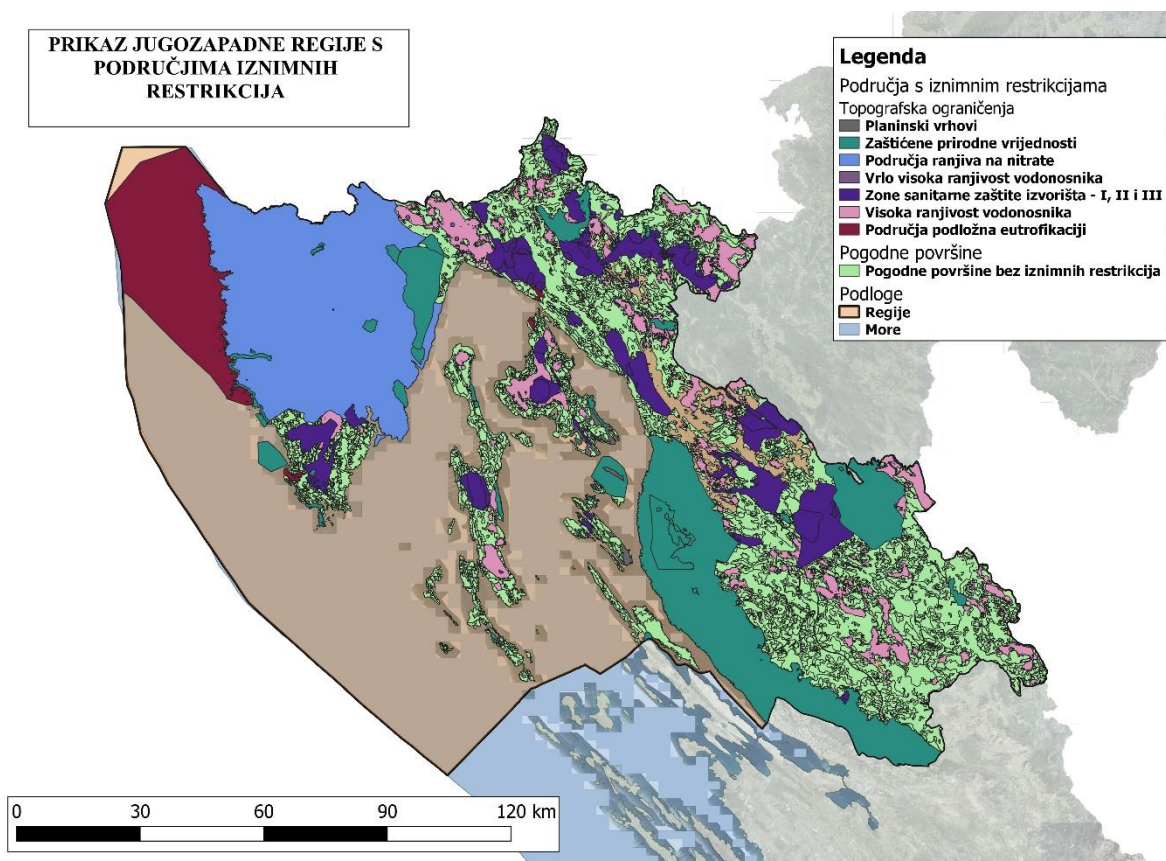 PRIKAZ JUGOZAPADNE REGIJE S
PODRUČJIMA IZNIMNIH
RESTRIKCIJA
Legenda
Područja s iznimnim restrikcijama
Topografska ograničenja
Planinski vrhovi
Zaštićene prirodne vrijednosti
Područja ranjiva na nitrate
Vrlo visoka ranjivost vodonosnika
Zone sanitarne zaštite izvorišta - I, II i III
Visoka ranjivost vodonosnika
Područja podložna eutrofikaciji
Pogodne površine
Pogodne površine bez iznimnih restrikcija
Podloge
Regije
More
0 30 60 90 120 km